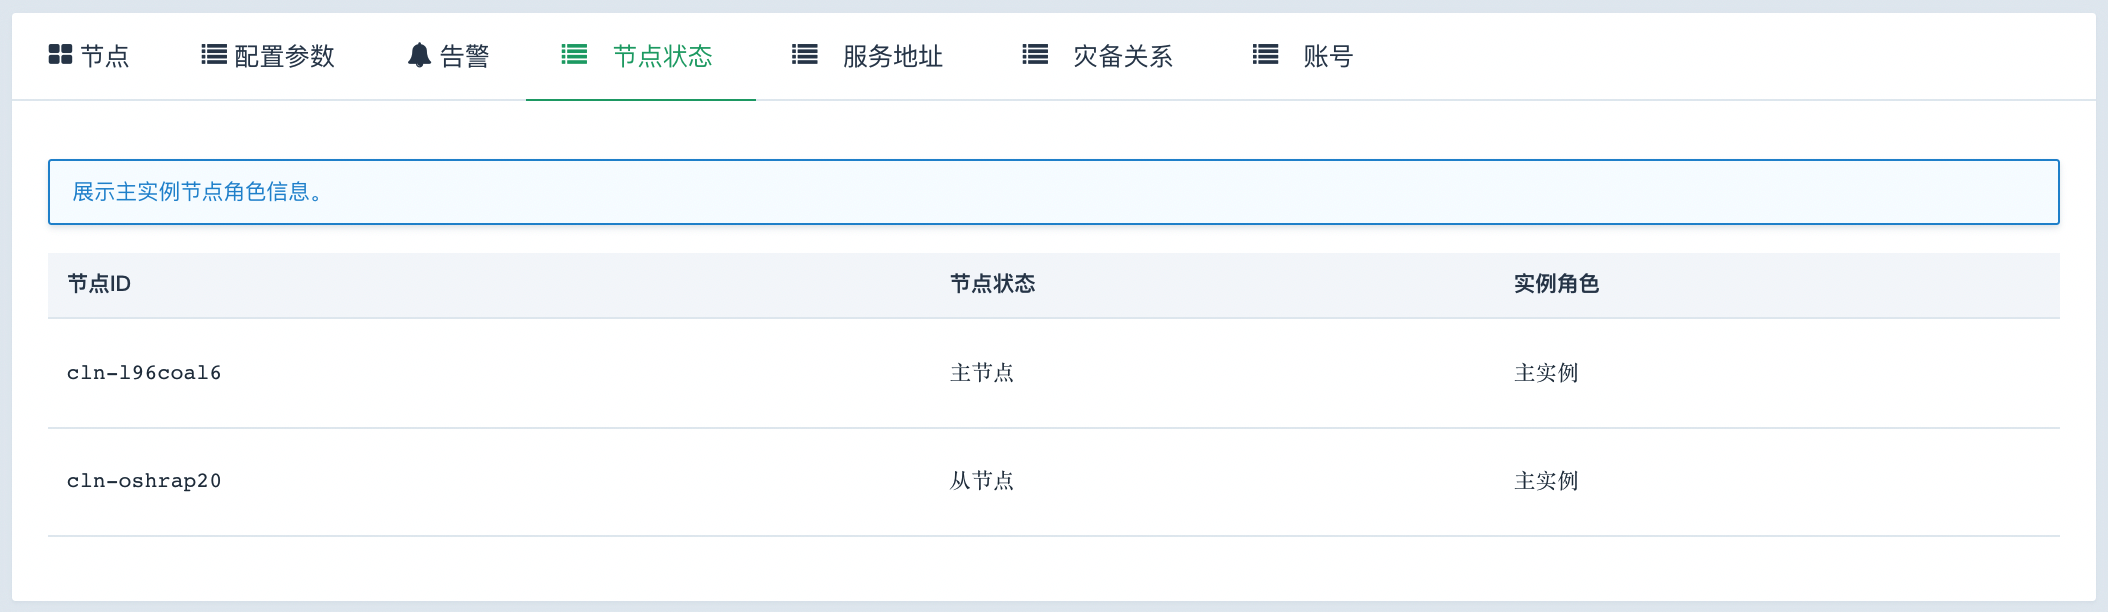 节点 配置参数 告警 节点状态 服务地址 灾备关系 账号
展示主实例节点角色信息。
节点ID 节点状态 实例角色
cln-l96coal6 主节点 主实例
cln-oshrap20 从节点 主实例